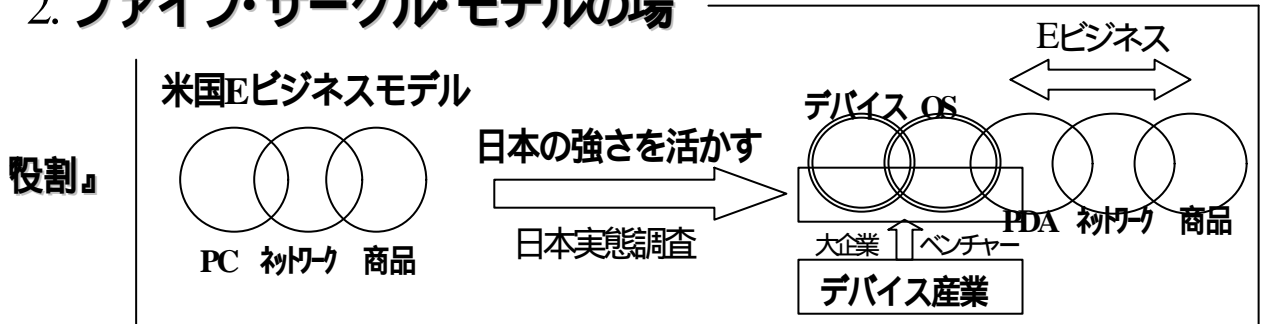 2. ファイブ・サークル・モデルの場
Eビジネス
米国Eビジネスモデル
デバイス OS
日本の強さを活かす
役割』
PDA ネットワーク 商品
日本実態調査
大企業 ベンチャー
PC ネットワーク 商品
デバイス産業